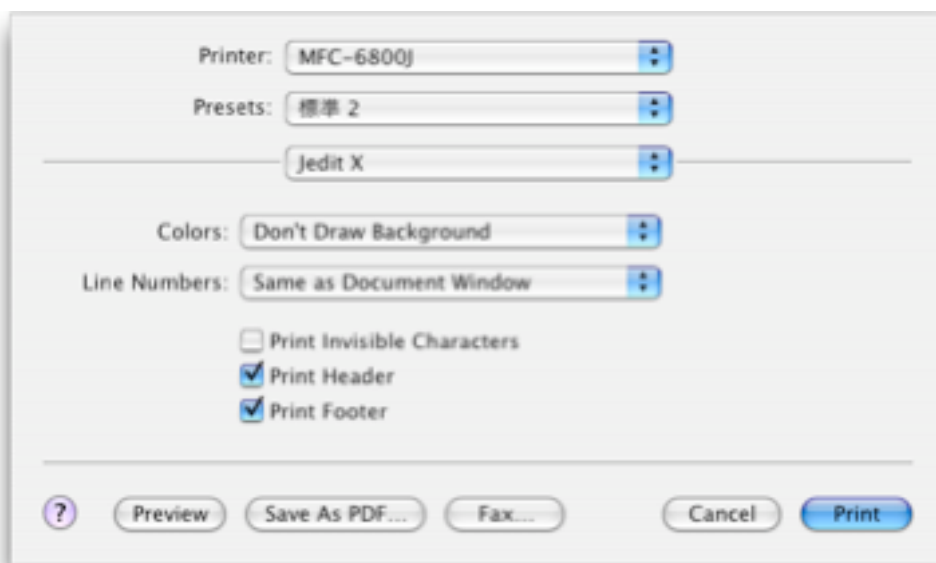 Printer: MFC-6800J
Presets: 標準 2
Jedit X
Colors: Don't Draw Background
Line Numbers: Same as Document Window
Print Invisible Characters
Print Header
Print Footer
? Preview Save As PDF... Fax... Cancel Print